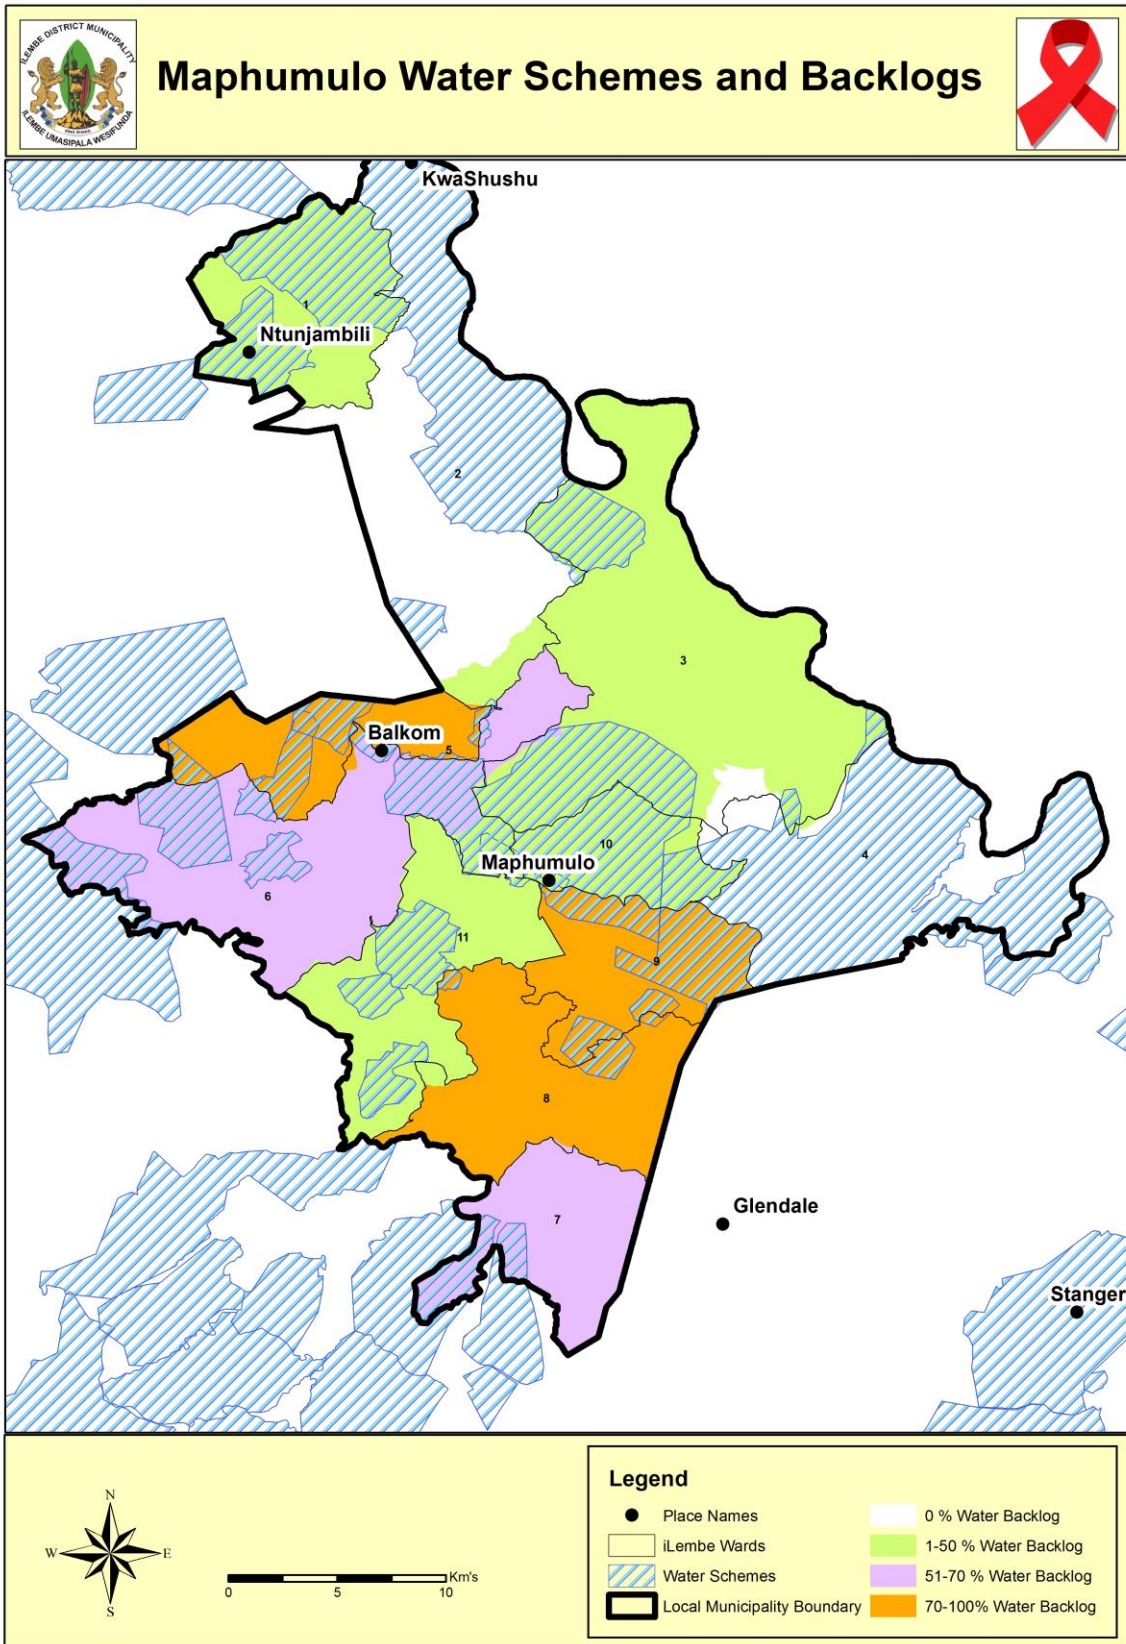 ILEMBE DISTRICT MUNICIPALITY
ILEMBE UMASIPALA WESIFUNDA
Maphumulo Water Schemes and Backlogs
KwaShushu
1
Ntunjambili
2
3
Balkom
5
10
4
Maphumulo
6
11
9
8
7
Glendale
Stanger
N
W
E
S
0
5
10
Km's
Legend
Place Names
iLembe Wards
Water Schemes
Local Municipality Boundary
0 % Water Backlog
1-50 % Water Backlog
51-70 % Water Backlog
70-100% Water Backlog